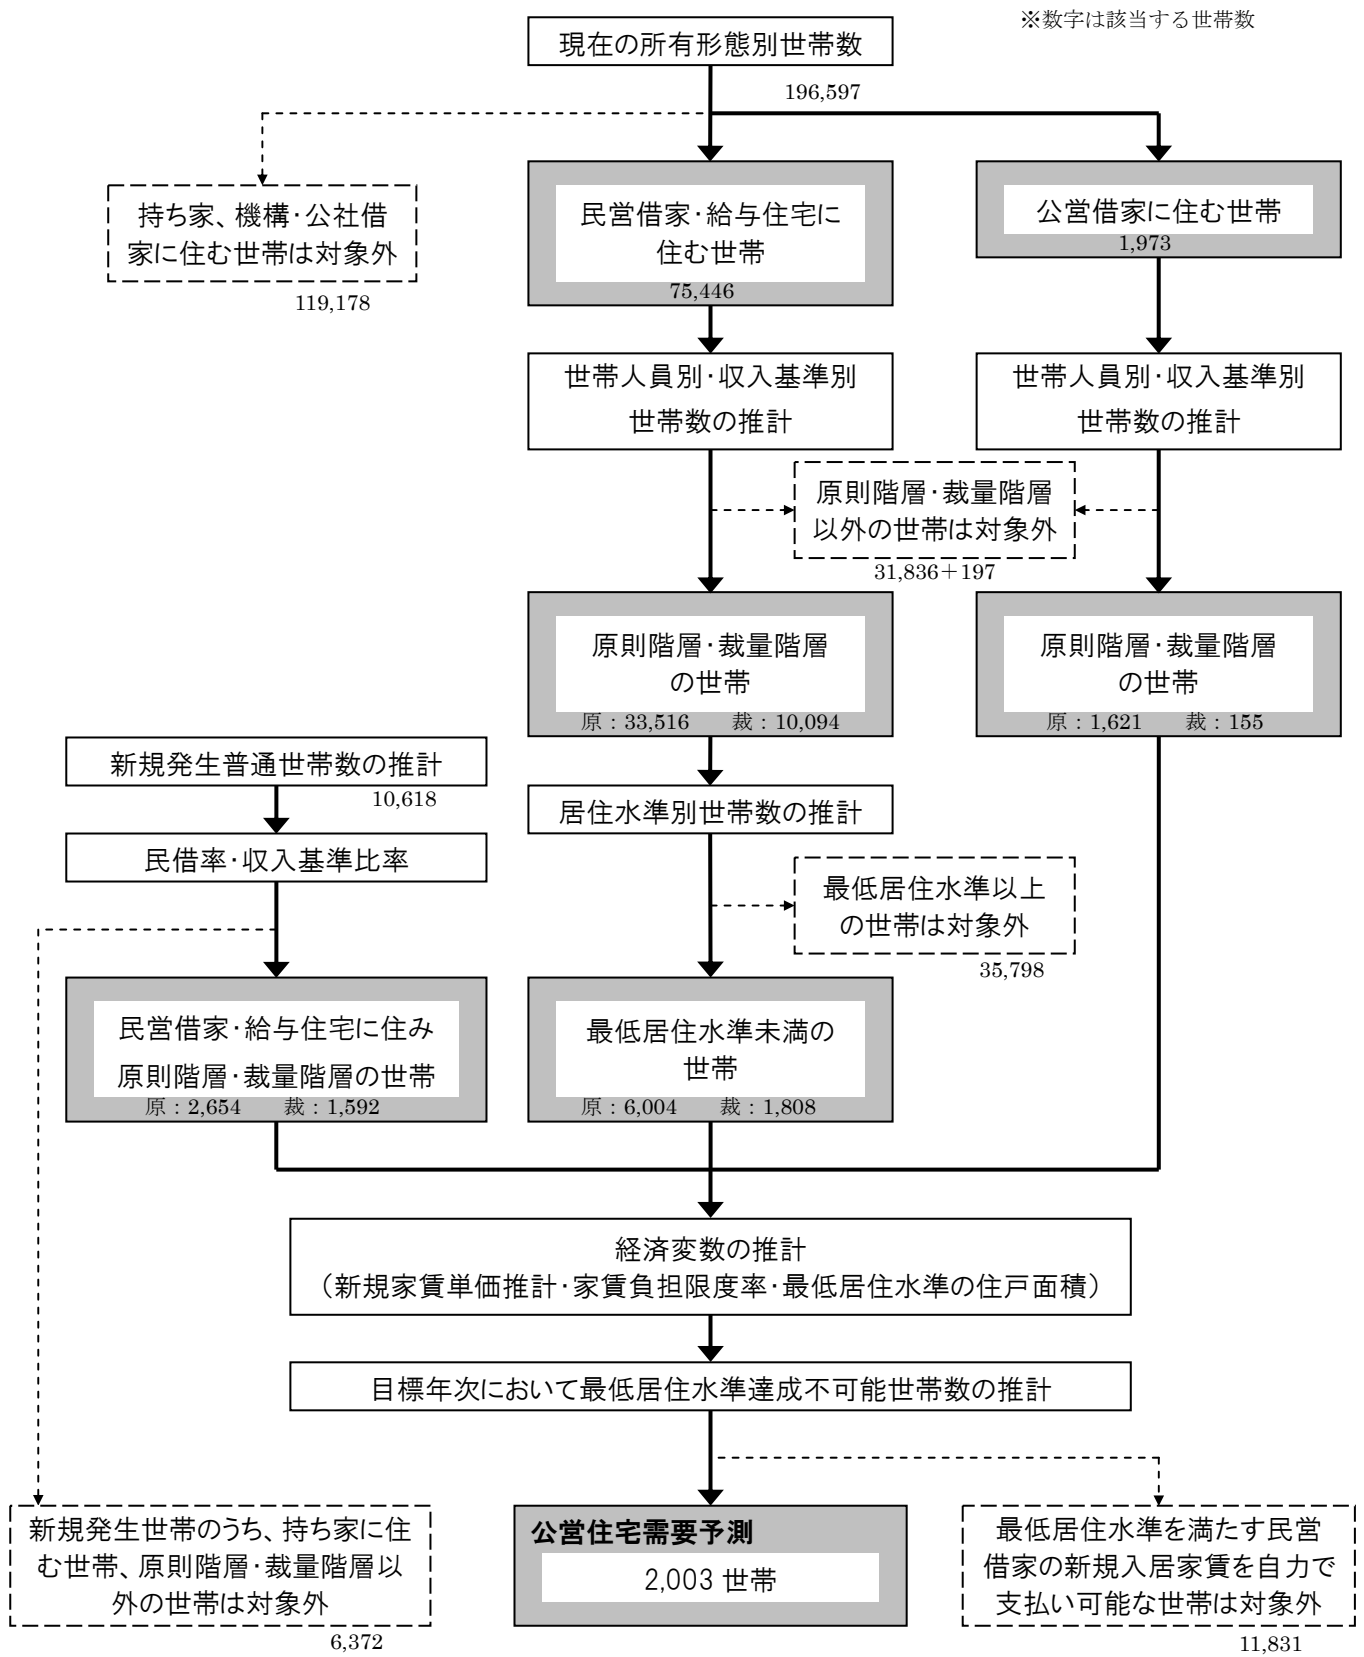 ※数字は該当する世帯数
現在の所有形態別世帯数
196,597
持ち家、機構・公社借
家に住む世帯は対象外
119,178
民営借家・給与住宅に
住む世帯
75,446
公営借家に住む世帯
1,973
世帯人員別・収入基準別
世帯数の推計
世帯人員別・収入基準別
世帯数の推計
原則階層・裁量階層
以外の世帯は対象外
31,836＋197
原則階層・裁量階層
の世帯
原：33,516　裁：10,094
原則階層・裁量階層
の世帯
原：1,621　裁：155
新規発生普通世帯数の推計
10,618
居住水準別世帯数の推計
民借率・収入基準比率
最低居住水準以上
の世帯は対象外
35,798
民営借家・給与住宅に住み
原則階層・裁量階層の世帯
原：2,654　裁：1,592
最低居住水準未満の
世帯
原：6,004　裁：1,808
経済変数の推計
（新規家賃単価推計・家賃負担限度率・最低居住水準の住戸面積）
目標年次において最低居住水準達成不可能世帯数の推計
新規発生世帯のうち、持ち家に住
む世帯、原則階層・裁量階層以
外の世帯は対象外
6,372
公営住宅需要予測
2,003 世帯
最低居住水準を満たす民営
借家の新規入居家賃を自力で
支払い可能な世帯は対象外
11,831